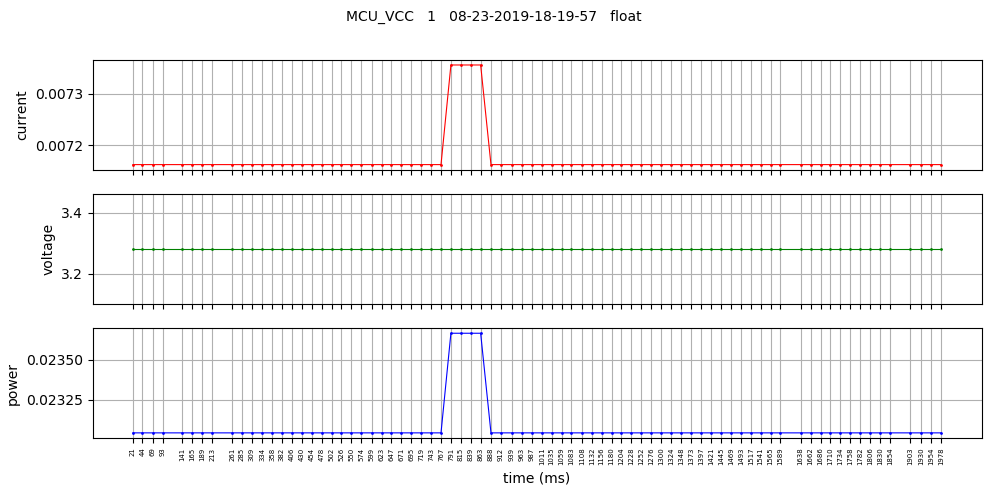 MCU_VCC 1 08-23-2019-18-19-57 float
current
0.0073
0.0072
voltage
3.4
3.2
power
0.02350
0.02325
21 44 69 93 141 165 189 213 261 285 309 334 358 382 406 430 454 478 502 526 550 574 599 623 647 671 695 719 743 767 791 815 839 863 888 912 939 963 987 1011 1035 1059 1083 1108 1132 1156 1180 1204 1228 1252 1276 1300 1324 1348 1373 1397 1421 1445 1469 1493 1517 1541 1565 1589 1638 1662 1686 1710 1734 1758 1782 1806 1830 1854 1903 1930 1954 1978
time (ms)